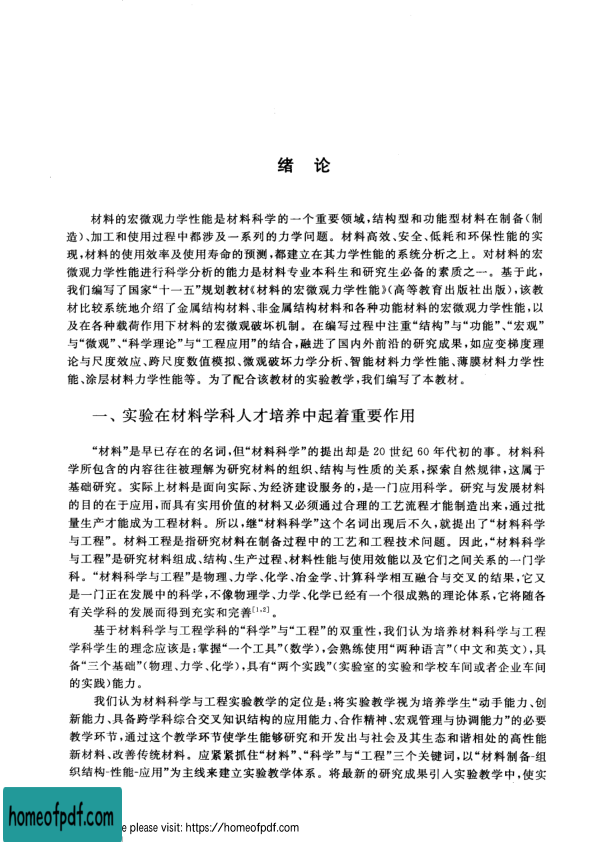 绪 论
材料的宏微观力学性能是材料科学的一个重要领域,结构型和功能型材料在制备(制
造)、加工和使用过程中都涉及一系列的力学问题。材料高效、安全、低耗和环保性能的实
现,材料的使用效率及使用寿命的预测,都建立在其力学性能的系统分析之上。对材料的宏
微观力学性能进行科学分析的能力是材料专业本科生和研究生必备的素质之一。基于此,
我们编写了国家“十一五”规划教材《材料的宏微观力学性能》(高等教育出版社出版),该教
材比较系统地介绍了金属结构材料、非金属结构材料和各种功能材料的宏微观力学性能,以
及在各种载荷作用下材料的宏微观破坏机制。在编写过程中注重“结构”与“功能”、“宏观”
与“微观”、“科学理论”与“工程应用”的结合,融进了国内外前沿的研究成果,如应变梯度理
论与尺度效应、跨尺度数值模拟、微观破坏力学分析、智能材料力学性能、薄膜材料力学性
能、涂层材料力学性能等。为了配合该教材的实验教学,我们编写了本教材。
一、实验在材料学科人才培养中起着重要作用
“材料”是早已存在的名词,但“材料科学”的提出却是 20 世纪 60 年代初的事。材料科
学所包含的内容往往被理解为研究材料的组织、结构与性质的关系,探索自然规律,这属于
基础研究。实际上材料是面向实际、为经济建设服务的,是一门应用科学。研究与发展材料
的目的在于应用,而具有实用价值的材料又必须通过合理的工艺流程才能制造出来,通过批
量生产才能成为工程材料。所以,继“材料科学”这个名词出现后不久,就提出了“材料科学
与工程”。材料工程是指研究材料在制备过程中的工艺和工程技术问题。因此,“材料科学
与工程”是研究材料组成、结构、生产过程、材料性能与使用效能以及它们之间关系的一门学
科。“材料科学与工程”是物理、力学、化学、冶金学、计算科学相互融合与交叉的结果,它又
是一门正在发展中的科学,不像物理学、力学、化学已经有一个很成熟的理论体系,它将随各
有关学科的发展而得到充实和完善[1,2]。
基于材料科学与工程学科的“科学”与“工程”的双重性,我们认为培养材料科学与工程
学科学生的理念应该是:掌握“一个工具”(数学),会熟练使用“两种语言”(中文和英文),具
备“三个基础”(物理、力学、化学),具有“两个实践”(实验室的实验和学校车间或者企业车间
的实践)能力。
我们认为材料科学与工程实验教学的定位是:将实验教学视为培养学生“动手能力、创
新能力、具备跨学科综合交叉知识结构的应用能力、合作精神、宏观管理与协调能力”的必要
教学环节,通过这个教学环节使学生能够研究和开发出与社会及其生态和谐相处的高性能
新材料、改善传统材料。应紧紧抓住“材料”、“科学”与“工程”三个关键词,以“材料制备-组
织结构-性能-应用”为主线来建立实验教学体系。将最新的研究成果引入实验教学中,使实
homeofpdf.com
e please visit: https://homeofpdf.com